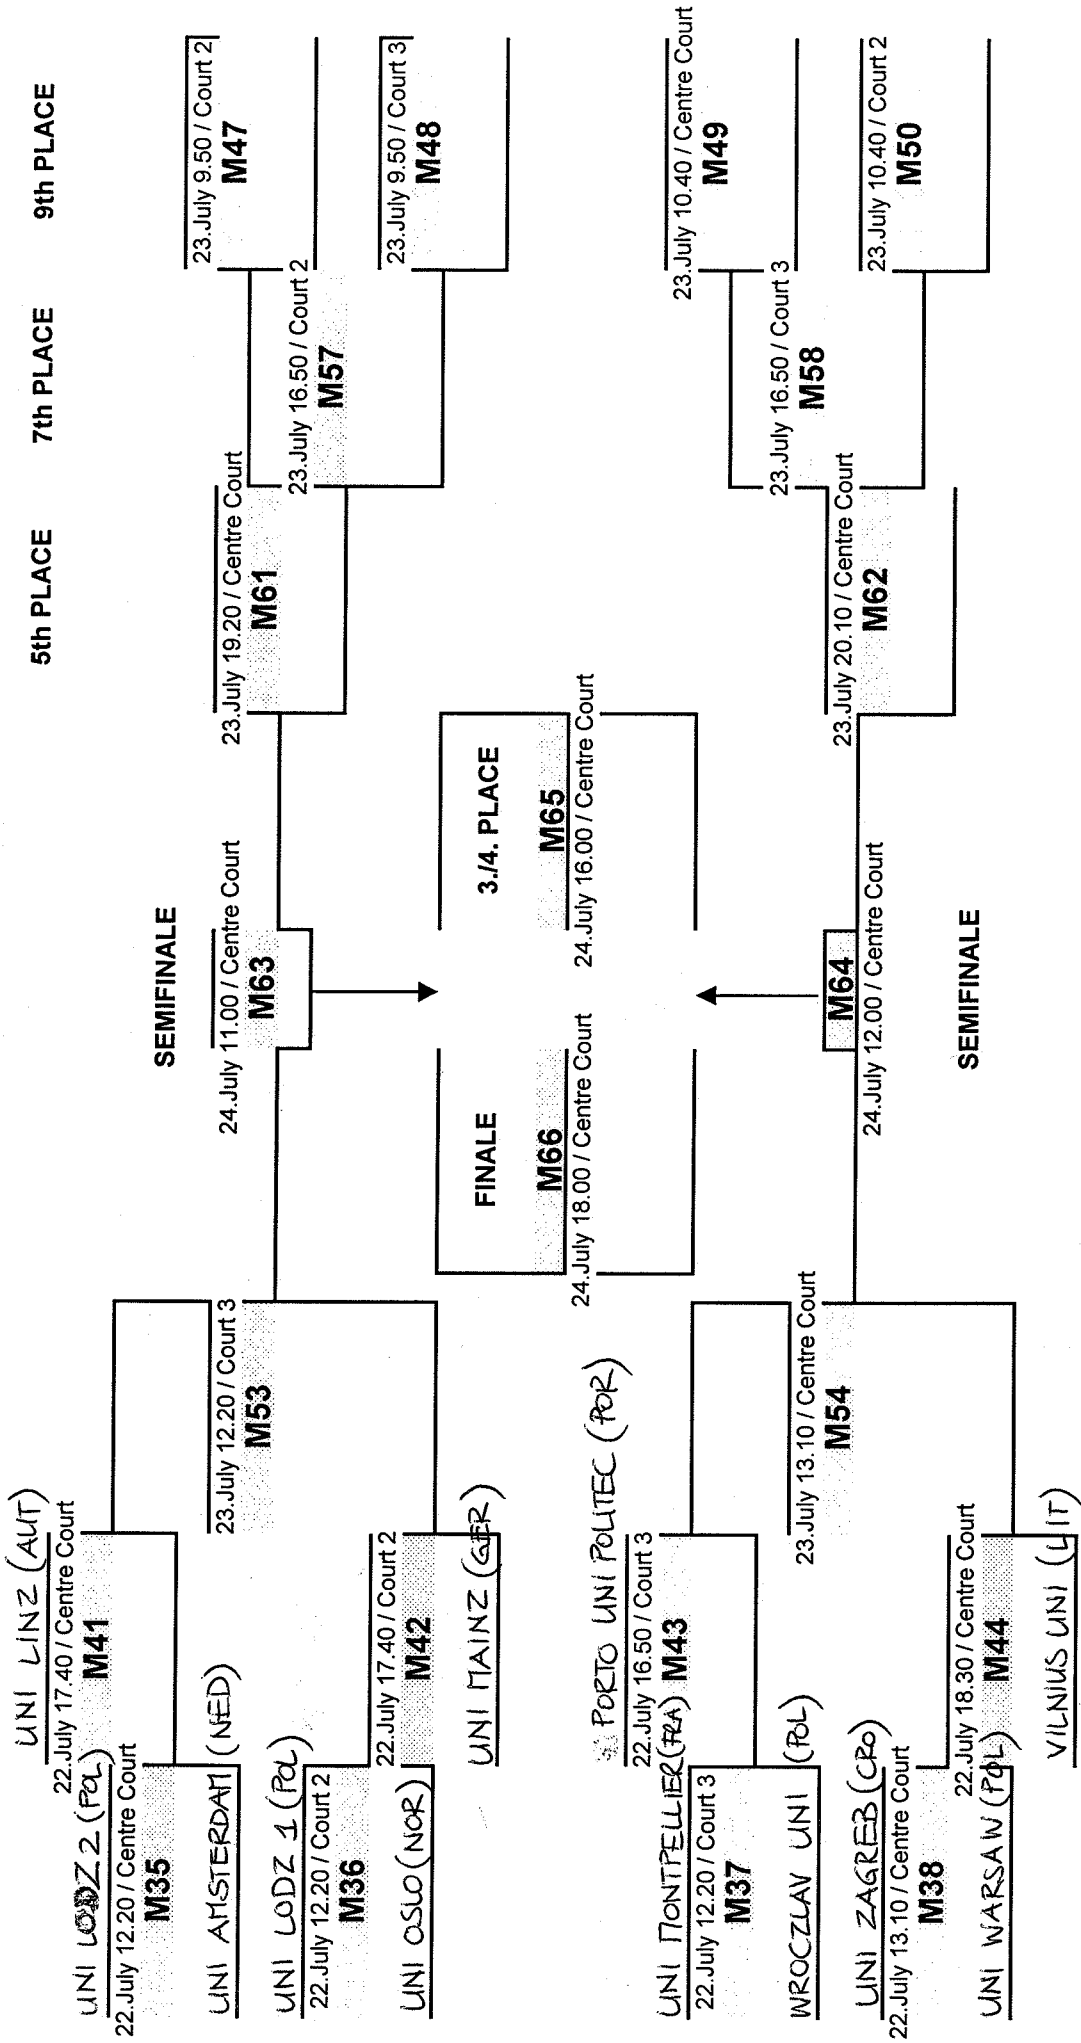 5th PLACE
7th PLACE
9th PLACE
UNI LINZ (AUT)
22.July 17.40 / Centre Court
M41
UNI LODZ 2 (POL)
22.July 12.20 / Centre Court
M35
UNI AMSTERDAM (NED)
23.July 12.20 / Court 3
M53
UNI LODZ 1 (POL)
22.July 12.20 / Court 2
M36
UNI OSLO (NOR)
22.July 17.40 / Court 2
M42
UNI MAINZ (GER)
SEMIFINALE
24.July 11.00 / Centre Court
M63
23.July 19.20 / Centre Court
M61
23.July 9.50 / Court 2
M47
23.July 16.50 / Court 2
M57
23.July 9.50 / Court 3
M48
FINALE
M66
24.July 18.00 / Centre Court
3./4. PLACE
M65
24.July 16.00 / Centre Court
PORTO UNI POLITEC (POR)
22.July 16.50 / Court 3
M43
UNI MONTPELLIER (FRA)
22.July 12.20 / Court 3
M37
WROCZLAV UNI (POL)
23.July 13.10 / Centre Court
M54
UNI ZAGREB (CRO)
22.July 13.10 / Centre Court
M38
UNI WARSAW (POL)
22.July 18.30 / Centre Court
M44
VILNIUS UNI (LIT)
M64
24.July 12.00 / Centre Court
SEMIFINALE
23.July 20.10 / Centre Court
M62
23.July 10.40 / Centre Court
M49
23.July 16.50 / Court 3
M58
23.July 10.40 / Court 2
M50